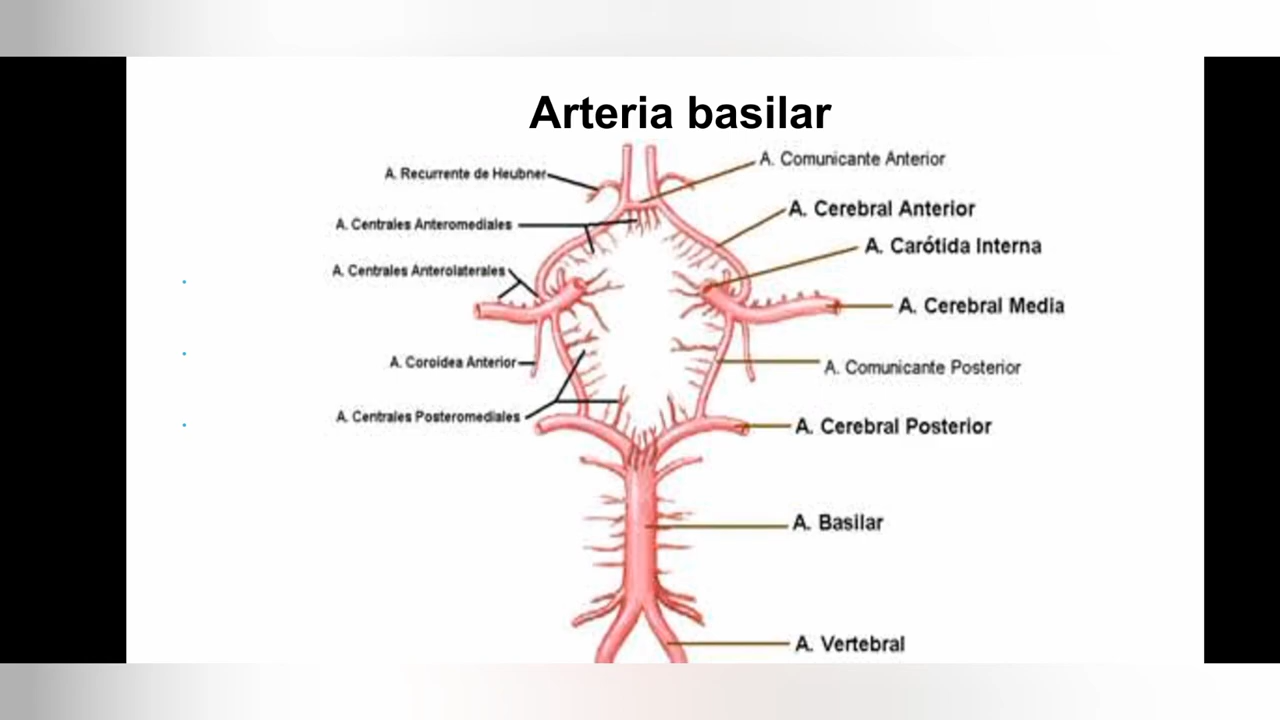 Arteria basilar
A. Comunicante Anterior
A. Recurrente de Heubner
A. Cerebral Anterior
A. Centrales Anteromediales
A. Carótida Interna
A. Centrales Anterolaterales
A. Cerebral Media
A. Coroidea Anterior
A. Comunicante Posterior
A. Centrales Posteromediales
A. Cerebral Posterior
A. Basilar
A. Vertebral